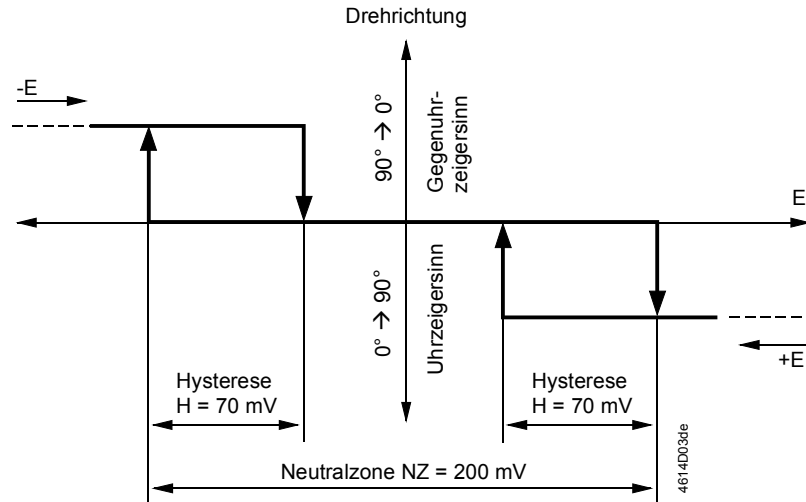 Drehrichtung
-E
90° → 0°
Gegenuhr-
zeigersinn
E
0° → 90°
Uhrzeigersinn
+E
Hysterese
H = 70 mV
Hysterese
H = 70 mV
Neutralzone NZ = 200 mV
4614D03de